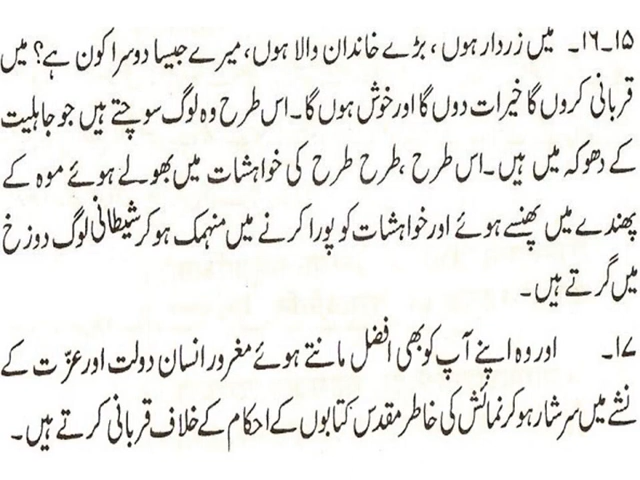 ۱۵۔۱۶۔ میں زردار ہوں، بڑے خاندان والا ہوں، میرے جیسا دوسرا کون ہے؟ میں
قربانی کروں گا خیرات دوں گا اور خوش ہوں گا۔ اس طرح وہ لوگ سوچتے ہیں جو جاہلیت
کے دھوکہ میں ہیں۔ اس طرح، طرح طرح کی خواہشات میں بھولے ہوئے موہ کے
پھندے میں پھنسے ہوئے اور خواہشات کو پورا کرنے میں منہمک ہو کر شیطانی لوگ دوزخ
میں گرتے ہیں۔
۱۷۔ اور وہ اپنے آپ کو بھی افضل مانتے ہوئے مغرور انسان دولت اور عزّت کے
نشے میں سرشار ہو کر نمائش کی خاطر مقدس کتابوں کے احکام کے خلاف قربانی کرتے ہیں۔